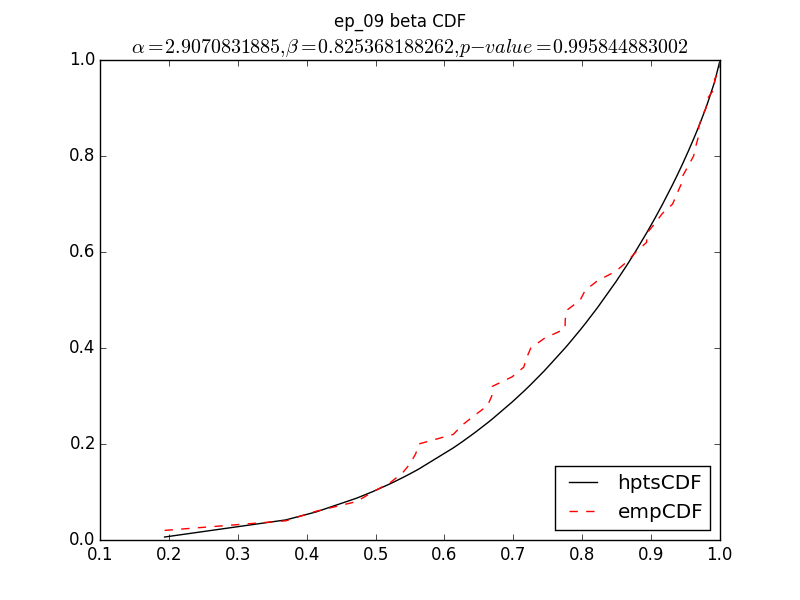 ep_09 beta CDF
α=2.9070831885,β=0.825368188262,p−value=0.995844883002
1.0
0.8
0.6
0.4
0.2
0.0
hptsCDF
empCDF
0.1 0.2 0.3 0.4 0.5 0.6 0.7 0.8 0.9 1.0